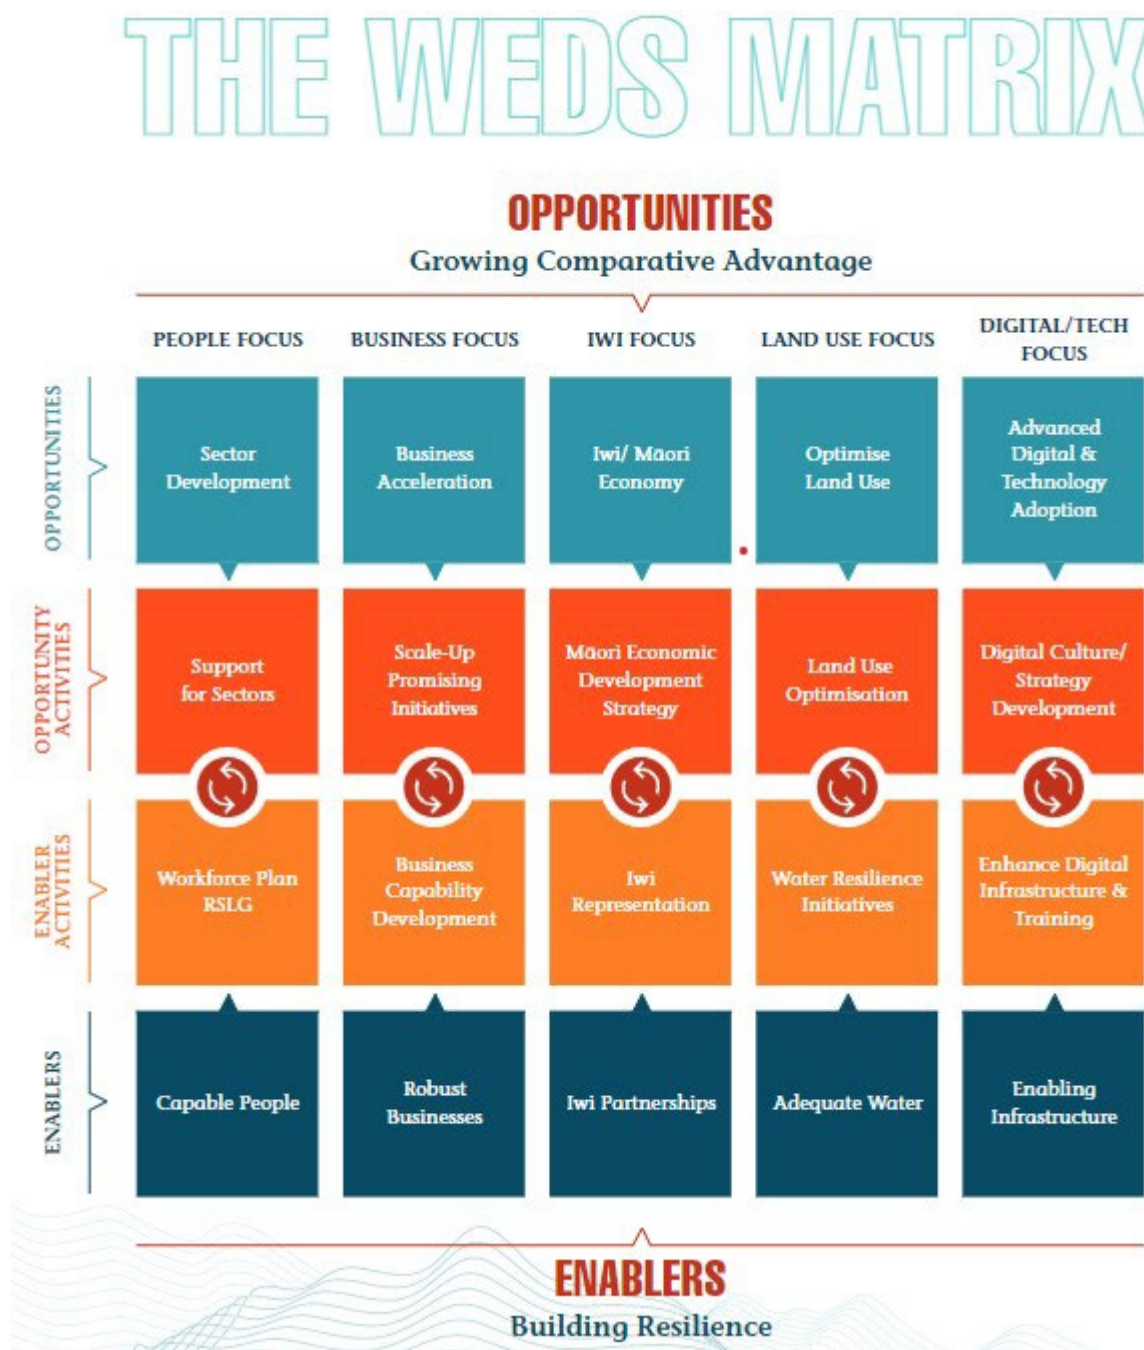 THE WEDS MATRIX
OPPORTUNITIES
Growing Comparative Advantage
PEOPLE FOCUS
BUSINESS FOCUS
IWI FOCUS
LAND USE FOCUS
DIGITAL/TECH
FOCUS
OPPORTUNITIES
Sector
Development
Business
Acceleration
Iwi/ Māori
Economy
Optimise
Land Use
Advanced
Digital &
Technology
Adoption
OPPORTUNITY
ACTIVITIES
Support
for Sectors
Scale-Up
Promising
Initiatives
Māori Economic
Development
Strategy
Land Use
Optimisation
Digital Culture/
Strategy
Development
ENABLER
ACTIVITIES
Workforce Plan
RSLG
Business
Capability
Development
Iwi
Representation
Water Resilience
Initiatives
Enhance Digital
Infrastructure &
Training
ENABLERS
Capable People
Robust
Businesses
Iwi Partnerships
Adequate Water
Enabling
Infrastructure
ENABLERS
Building Resilience